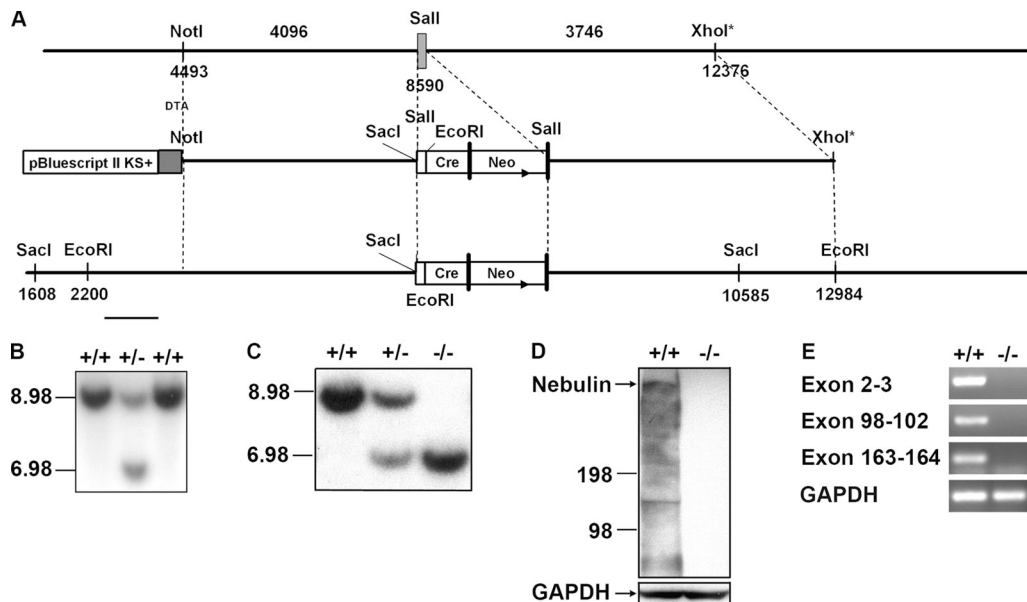 A
NotI 4096 SalI 3746 XhoI*
4493 8590 12376
DTA
NotI SacI SalI EcoRI SalI XhoI*
pBluescript II KS+ Cre Neo
SacI EcoRI SacI Cre Neo SacI EcoRI
EcoRI
1608 2200 10585 12984
B
+/+ +/- +/+
8.98
6.98
C
+/+ +/- -/-
8.98
6.98
D
+/+ -/-
Nebulin
198
98
GAPDH
E
+/+ -/-
Exon 2-3
Exon 98-102
Exon 163-164
GAPDH